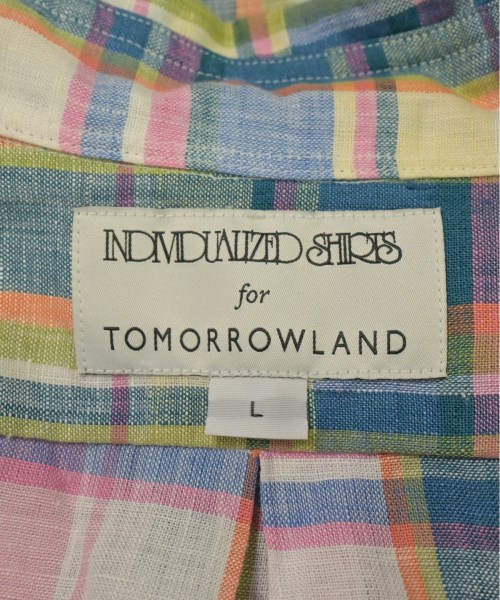 INDIVIDUALIZED SHIRTS
for
TOMORROWLAND
L